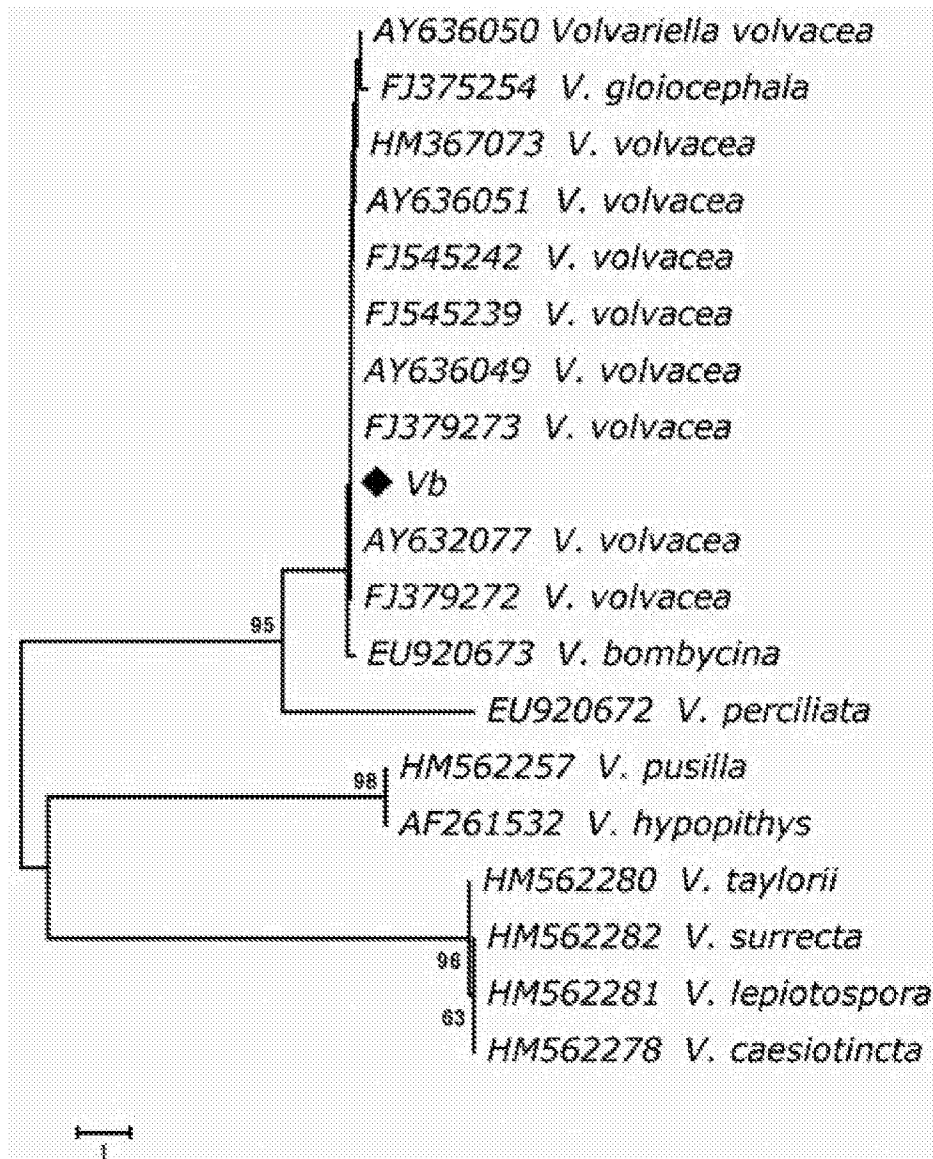 AY636050 Volvariella volvacea
FJ375254 V. gloiocephala
HM367073 V. volvacea
AY636051 V. volvacea
FJ545242 V. volvacea
FJ545239 V. volvacea
AY636049 V. volvacea
FJ379273 V. volvacea
Vb
AY632077 V. volvacea
FJ379272 V. volvacea
EU920673 V. bombycina
95
EU920672 V. perciliata
HM562257 V. pusilla
98
AF261532 V. hypopithys
HM562280 V. taylorii
HM562282 V. surrecta
96
HM562281 V. lepiotospora
63
HM562278 V. caesiotincta
1